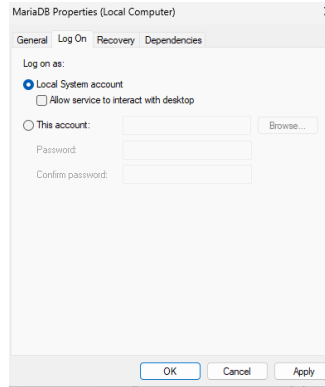 MariaDB Properties (Local Computer)
General Log On Recovery Dependencies
Log on as:
Local System account
Allow service to interact with desktop
This account: Browse...
Password:
Confirm password:
OK Cancel Apply